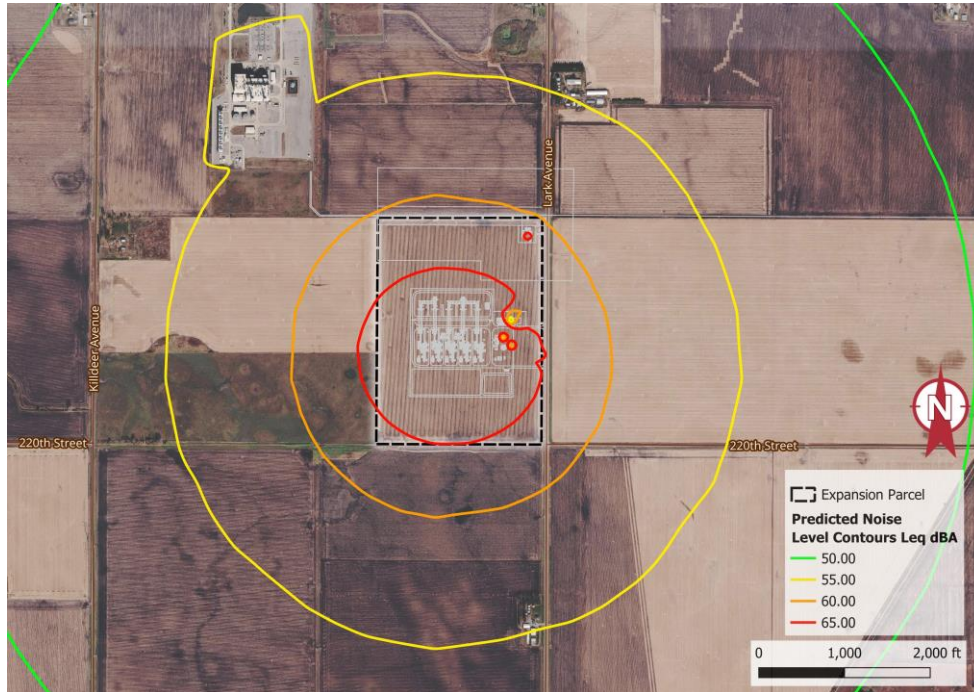 Lark Avenue
Killdeer Avenue
220th Street
220th Street
N
Expansion Parcel
Predicted Noise
Level Contours Leq dBA
50.00
55.00
60.00
65.00
0 1,000 2,000 ft